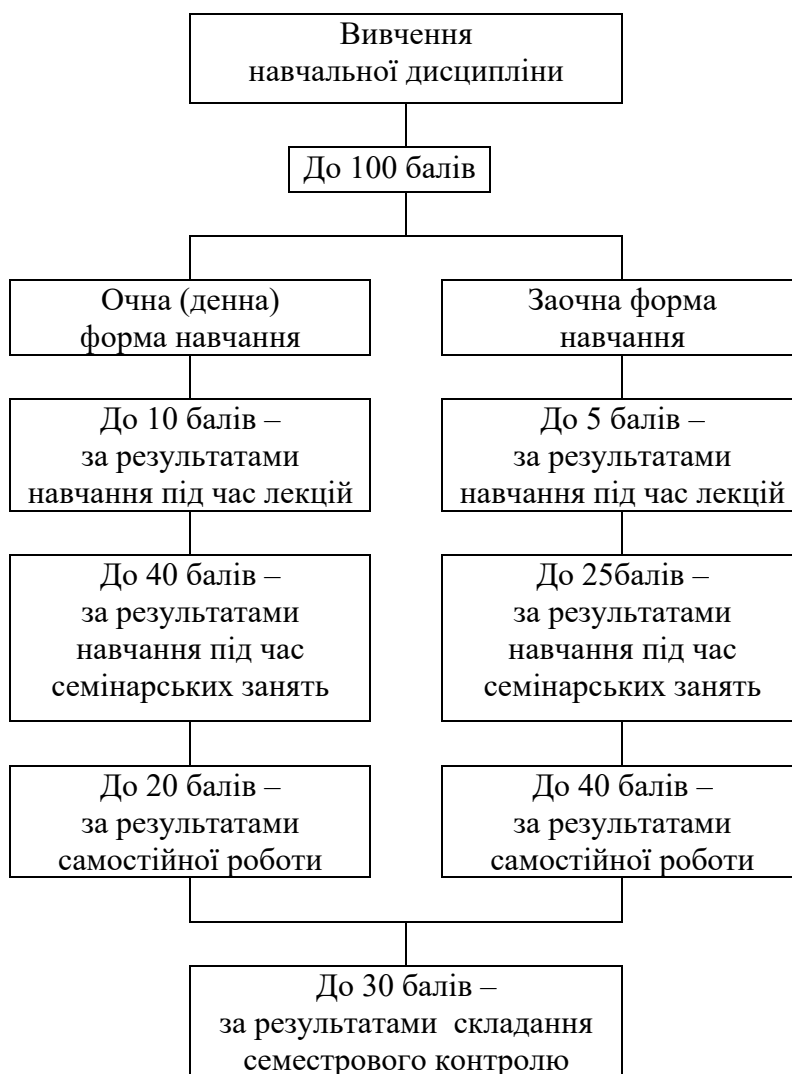 Вивчення
навчальної дисципліни
До 100 балів
Очна (денна)
форма навчання
Заочна форма
навчання
До 10 балів –
за результатами
навчання під час лекцій
До 5 балів –
за результатами
навчання під час лекцій
До 40 балів –
за результатами
навчання під час
семінарських занять
До 25балів –
за результатами
навчання під час
семінарських занять
До 20 балів –
за результатами
самостійної роботи
До 40 балів –
за результатами
самостійної роботи
До 30 балів –
за результатами складання
семестрового контролю